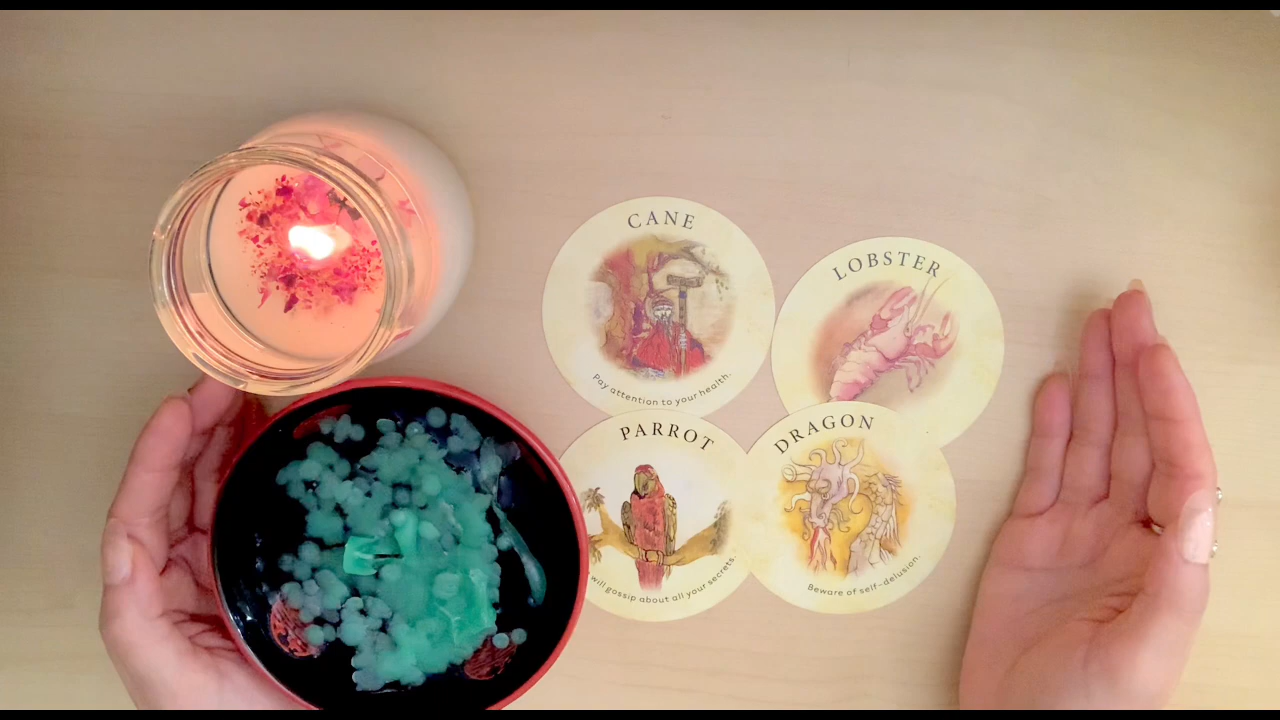 CANE
Pay attention to your health.
LOBSTER
PARROT
will gossip about all your secrets.
DRAGON
Beware of self-delusion.